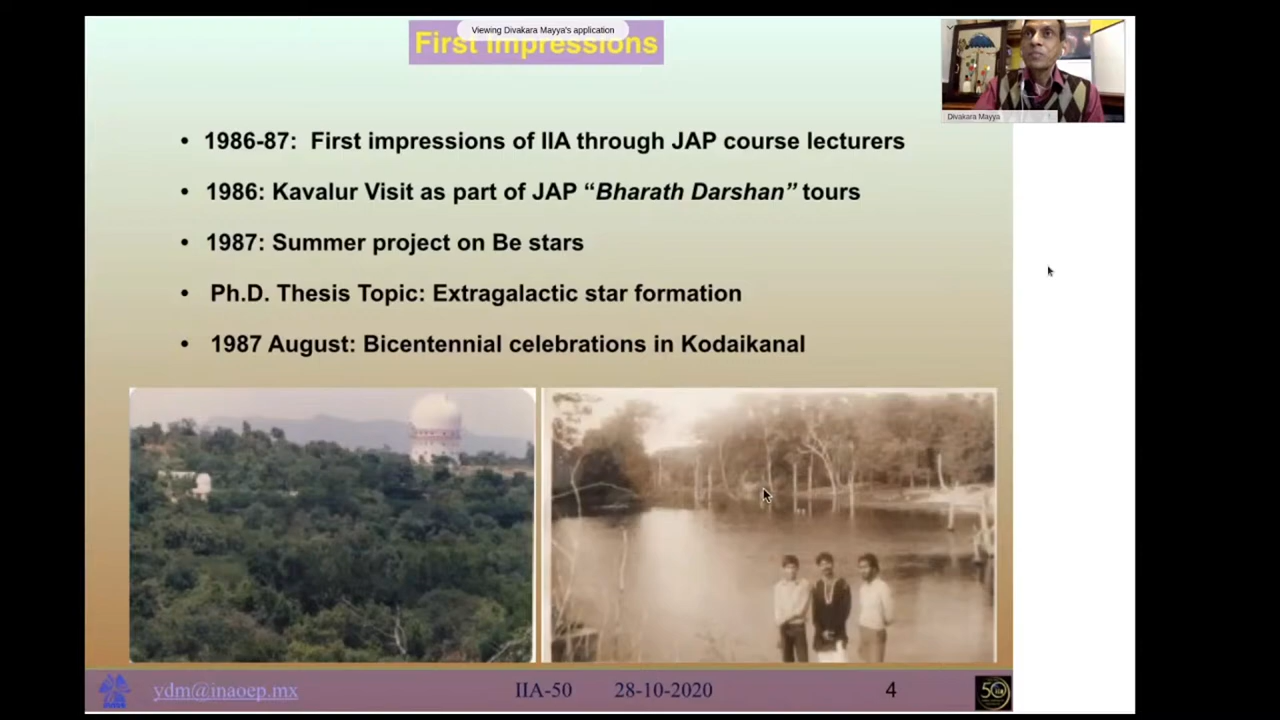 Viewing Divakara Mayya's application
First Impressions
Divakara Mayya
• 1986-87: First impressions of IIA through JAP course lecturers
• 1986: Kavalur Visit as part of JAP “Bharath Darshan” tours
• 1987: Summer project on Be stars
• Ph.D. Thesis Topic: Extragalactic star formation
• 1987 August: Bicentennial celebrations in Kodaikanal
ydm@inaoep.mx IIA-50 28-10-2020 4
50